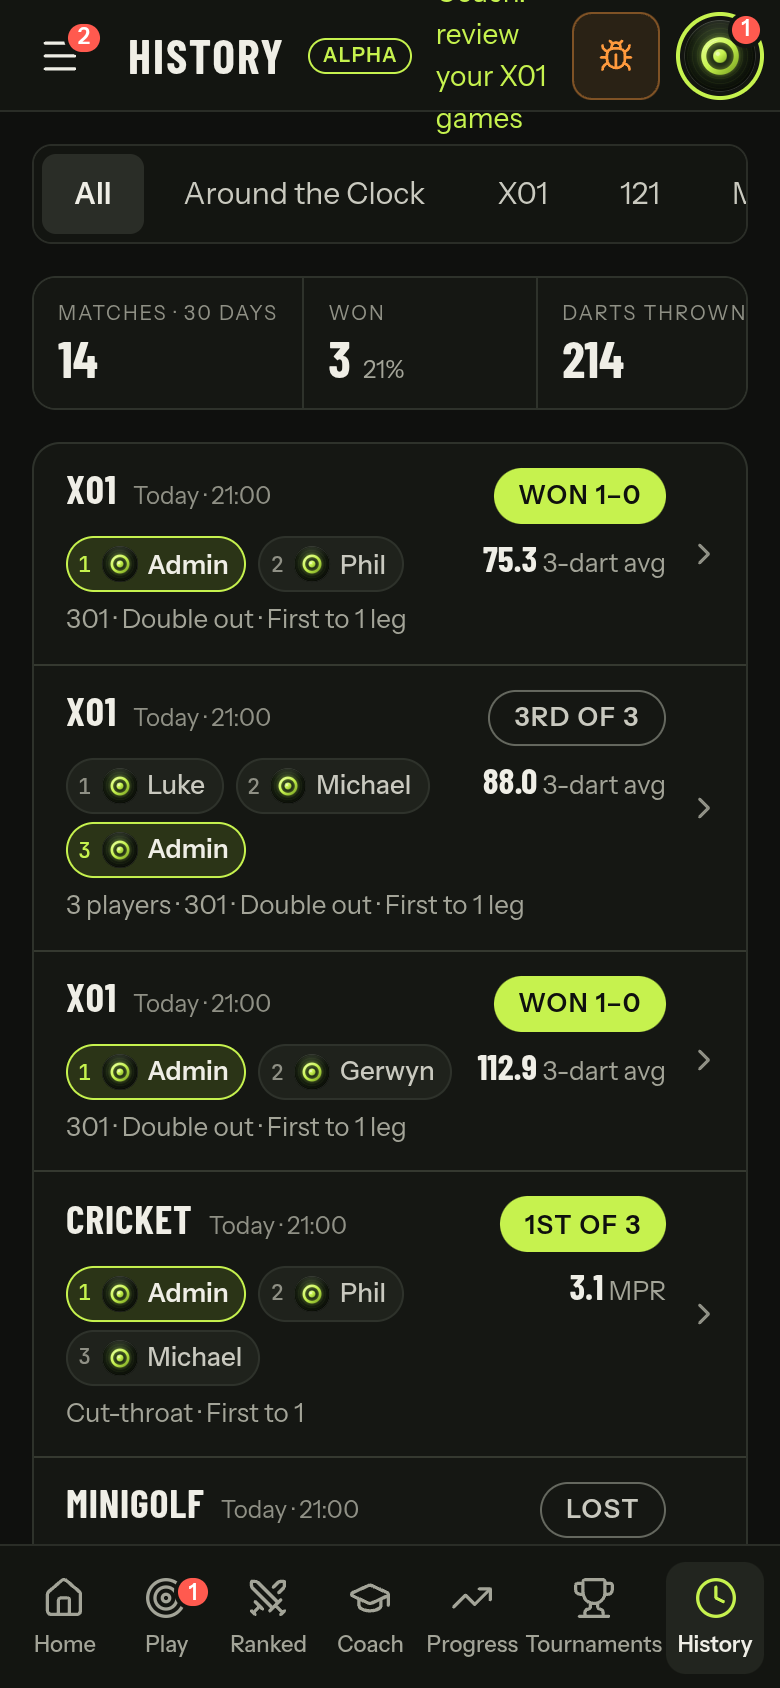 2
HISTORY
ALPHA
review
your X01
games
1
All Around the Clock X01 121
MATCHES · 30 DAYS WON DARTS THROWN
14 3 21% 214
X01 Today · 21:00 WON 1–0
1 Admin 2 Phil 75.3 3-dart avg
301 · Double out · First to 1 leg
X01 Today · 21:00 3RD OF 3
1 Luke 2 Michael 88.0 3-dart avg
3 Admin
3 players · 301 · Double out · First to 1 leg
X01 Today · 21:00 WON 1–0
1 Admin 2 Gerwyn 112.9 3-dart avg
301 · Double out · First to 1 leg
CRICKET Today · 21:00 1ST OF 3
1 Admin 2 Phil 3.1 MPR
3 Michael
Cut-throat · First to 1
MINIGOLF Today · 21:00 LOST
1
Home Play Ranked Coach Progress Tournaments History